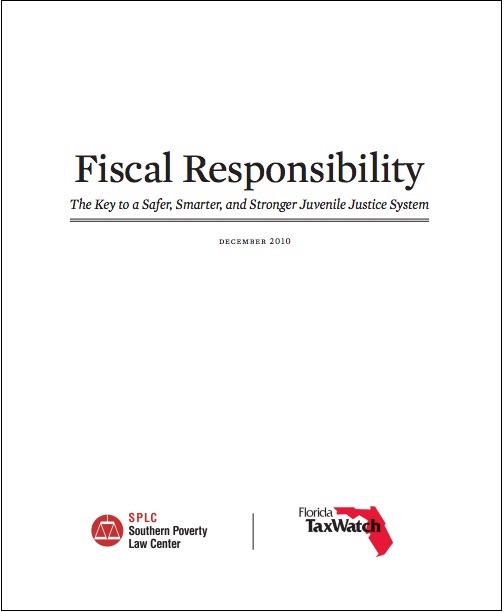 Fiscal Responsibility
The Key to a Safer, Smarter, and Stronger Juvenile Justice System
DECEMBER 2010
SPLC
Southern Poverty
Law Center
Florida
TaxWatch